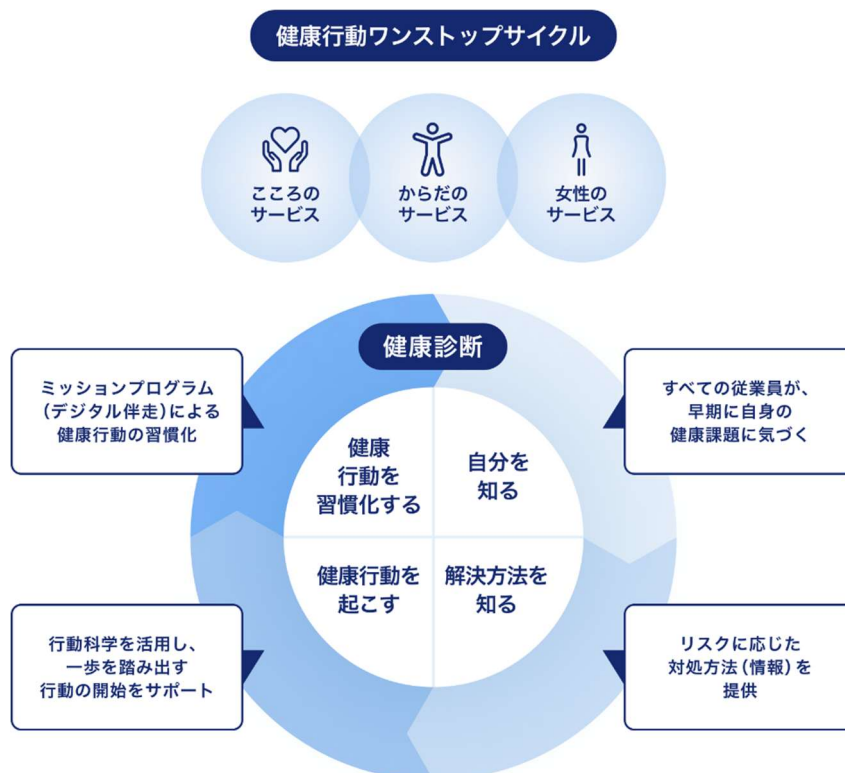 健康行動ワンストップサイクル
こころの
サービス
からだの
サービス
女性の
サービス
健康診断
ミッションプログラム
（デジタル伴走）による
健康行動の習慣化
すべての従業員が、
早期に自身の
健康課題に気づく
健康
行動を
習慣化する
自分を
知る
健康行動を
起こす
解決方法を
知る
行動科学を活用し、
一歩を踏み出す
行動の開始をサポート
リスクに応じた
対処方法（情報）を
提供